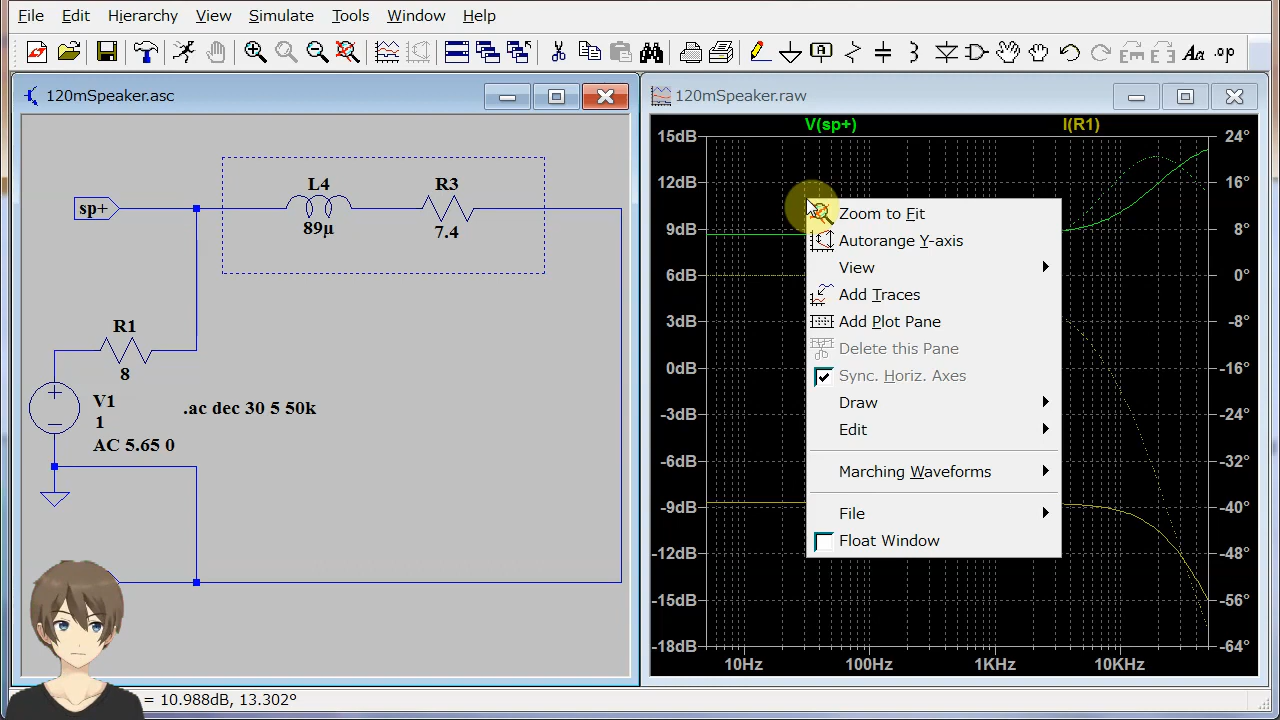 File Edit Hierarchy View Simulate Tools Window Help
120mSpeaker.asc
sp+
L4
89µ
R3
7.4
R1
8
V1
1
AC 5.65 0
.ac dec 30 5 50k
120mSpeaker.raw
V(sp+) I(R1)
15dB 24°
12dB 16°
9dB 8°
6dB 0°
3dB -8°
0dB -16°
-3dB -24°
-6dB -32°
-9dB -40°
-12dB -48°
-15dB -56°
-18dB -64°
10Hz 100Hz 1KHz 10KHz
Zoom to Fit
Autorange Y-axis
View
Add Traces
Add Plot Pane
Delete this Pane
Sync. Horiz. Axes
Draw
Edit
Marching Waveforms
File
Float Window
= 10.988dB, 13.302°